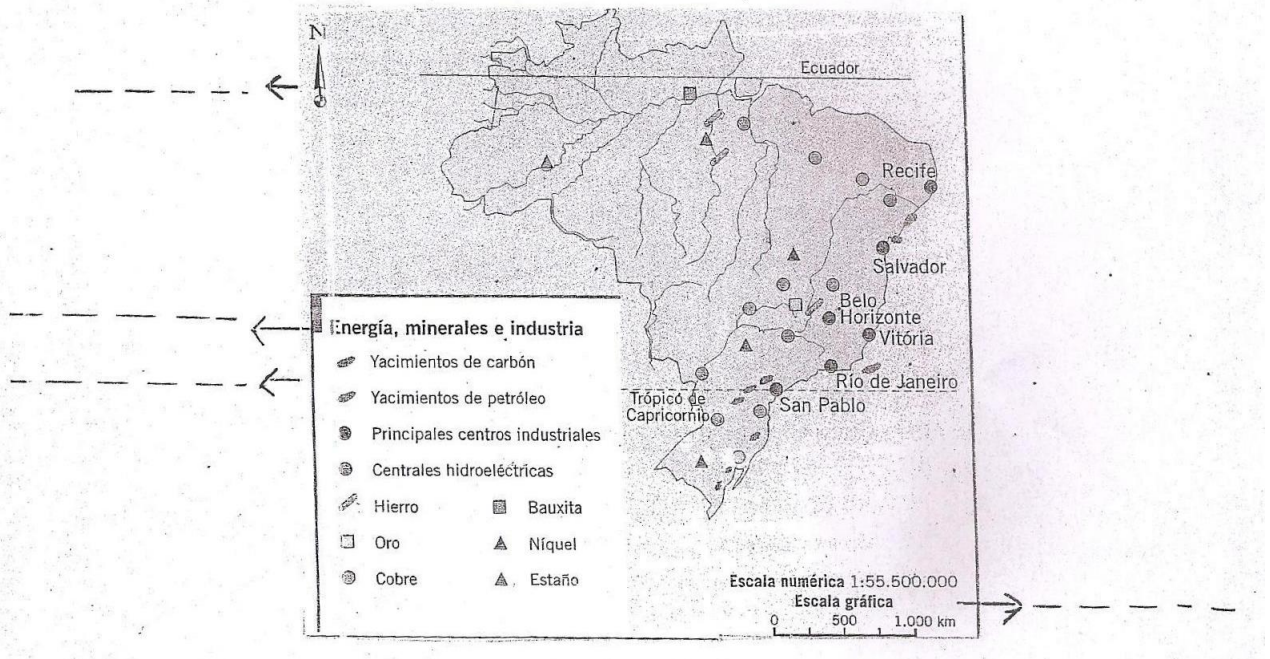 N
Ecuador
Recife
Salvador
Belo
Horizonte
Vitória
Río de Janeiro
Trópico de
Capricornio
San Pablo
Energía, minerales e industria
Yacimientos de carbón
Yacimientos de petróleo
Principales centros industriales
Centrales hidroeléctricas
Hierro
Bauxita
Oro
Níquel
Cobre
Estaño
Escala numérica 1:55.500.000
Escala gráfica
0 500 1.000 km